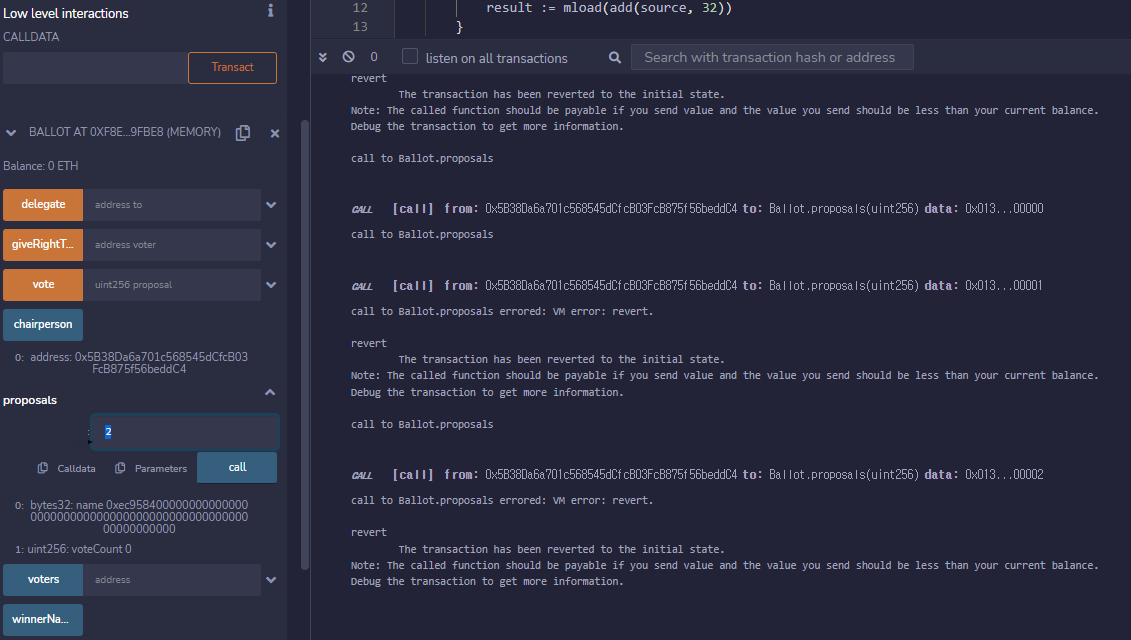 Low level interactions
CALLDATA
Transact
BALLOT AT 0XF8E...9FBE8 (MEMORY)
Balance: 0 ETH
delegate
address to
giveRightT...
address voter
vote
uint256 proposal
chairperson
0: address: 0x5B38Da6a701c568545dCfcB03
FcB875f56beddC4
proposals
:
2
Calldata
Parameters
call
0: bytes32: name 0xec958400000000000000
0000000000000000000000000000000000
000000000000
1: uint256: voteCount 0
voters
address
winnerNa...
12 result := mload(add(source, 32))
13 }
0
listen on all transactions
Search with transaction hash or address
revert
The transaction has been reverted to the initial state.
Note: The called function should be payable if you send value and the value you send should be less than your current balance.
Debug the transaction to get more information.
call to Ballot.proposals
CALL [call] from: 0x5B38Da6a701c568545dCfcB03FcB875f56beddC4 to: Ballot.proposals(uint256) data: 0x013...00000
call to Ballot.proposals
CALL [call] from: 0x5B38Da6a701c568545dCfcB03FcB875f56beddC4 to: Ballot.proposals(uint256) data: 0x013...00001
call to Ballot.proposals errored: VM error: revert.
revert
The transaction has been reverted to the initial state.
Note: The called function should be payable if you send value and the value you send should be less than your current balance.
Debug the transaction to get more information.
call to Ballot.proposals
CALL [call] from: 0x5B38Da6a701c568545dCfcB03FcB875f56beddC4 to: Ballot.proposals(uint256) data: 0x013...00002
call to Ballot.proposals errored: VM error: revert.
revert
The transaction has been reverted to the initial state.
Note: The called function should be payable if you send value and the value you send should be less than your current balance.
Debug the transaction to get more information.